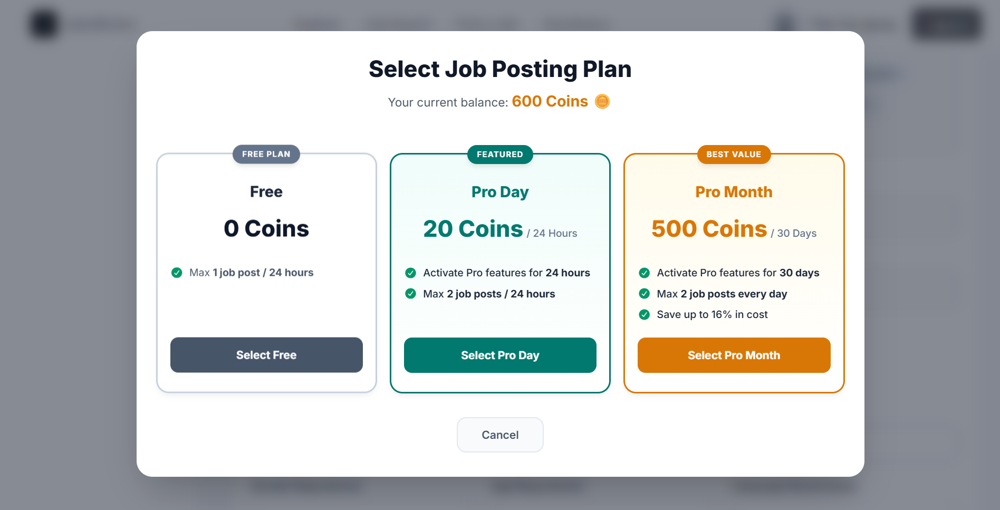 Select Job Posting Plan
Your current balance: 600 Coins
FREE PLAN
Free
0 Coins
Max 1 job post / 24 hours
Select Free
FEATURED
Pro Day
20 Coins / 24 Hours
Activate Pro features for 24 hours
Max 2 job posts / 24 hours
Select Pro Day
BEST VALUE
Pro Month
500 Coins / 30 Days
Activate Pro features for 30 days
Max 2 job posts every day
Save up to 16% in cost
Select Pro Month
Cancel